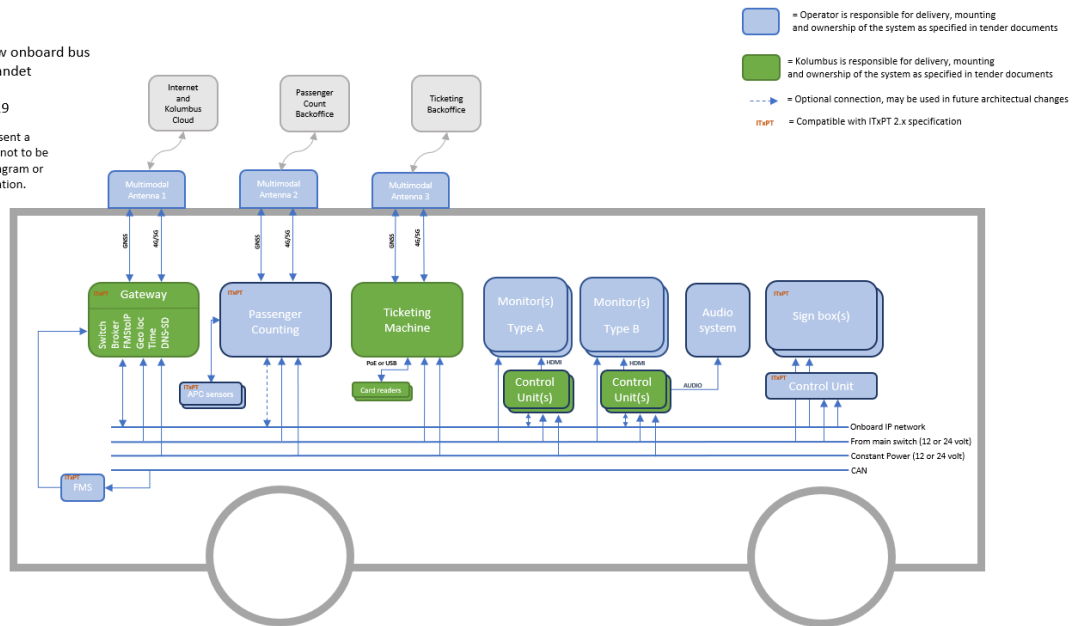 = Operator is responsible for delivery, mounting
and ownership of the system as specified in tender documents
= Kolumbus is responsible for delivery, mounting
and ownership of the system as specified in tender documents
= Optional connection, may be used in future architectual changes
ITxPT = Compatible with ITxPT 2.x specification
onboard bus
not to be
Internet
and
Kolumbus
Cloud
Passenger
Count
Backoffice
Ticketing
Backoffice
Multimodal
Antenna 1
Multimodal
Antenna 2
Multimodal
Antenna 3
GNSS
4G/5G
GNSS
4G/5G
GNSS
4G/5G
ITxPT
Gateway
Switch
Broker
FMStoIP
Geo loc
Time
DNS-SD
ITxPT
Passenger
Counting
Ticketing
Machine
Monitor(s)
Type A
Monitor(s)
Type B
Audio
system
ITxPT
Sign box(s)
PoE or USB
HDMI
HDMI
ITxPT
APC sensors
Card readers
Control
Unit(s)
Control
Unit(s)
AUDIO
ITxPT
Control Unit
Onboard IP network
From main switch (12 or 24 volt)
Constant Power (12 or 24 volt)
CAN
ITxPT
FMS